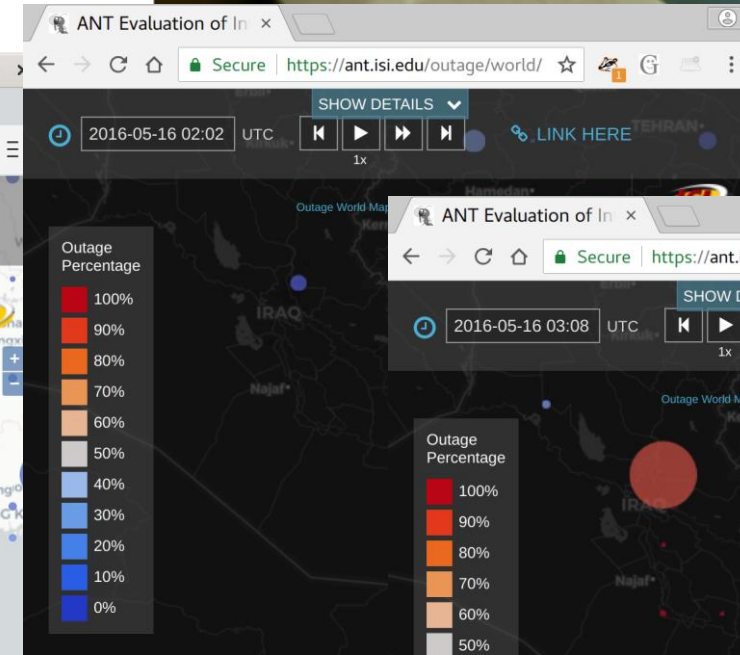 ANT Evaluation of In
Secure https://ant.isi.edu/outage/world/
1
G
SHOW DETAILS
2016-05-16 02:02 UTC
1x
LINK HERE
TEHRAN
Kirkuk
Hamedan
Outage World Map
IRAQ
Najaf
Outage
Percentage
100%
90%
80%
70%
60%
50%
40%
30%
20%
10%
0%
ANT Evaluation of In
Secure https://ant.
SHOW D
2016-05-16 03:08 UTC
1x
Outage World M
IRAQ
Najaf
Outage
Percentage
100%
90%
80%
70%
60%
50%